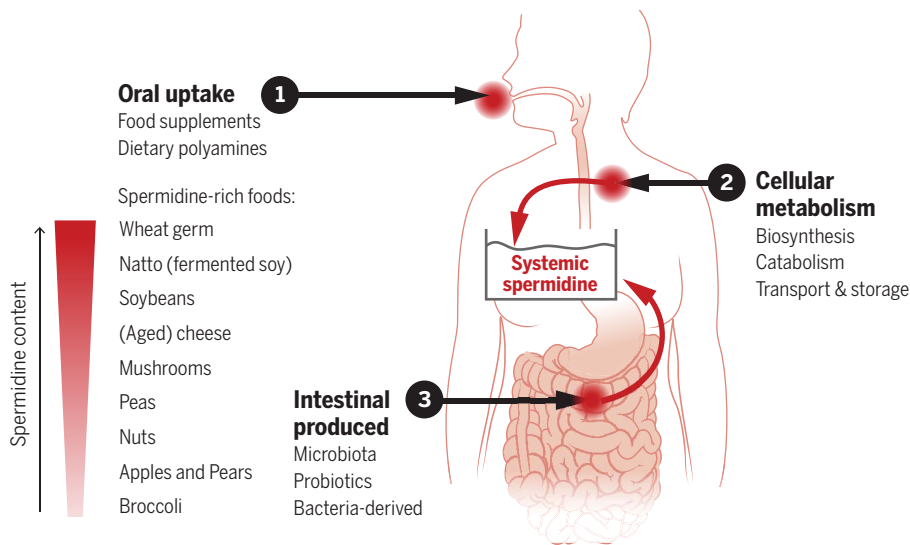 Oral uptake
1
Food supplements
Dietary polyamines
Spermidine-rich foods:
Wheat germ
Natto (fermented soy)
Soybeans
(Aged) cheese
Mushrooms
Peas
Nuts
Apples and Pears
Broccoli
Spermidine content
2
Cellular
metabolism
Biosynthesis
Catabolism
Transport & storage
Systemic
spermidine
Intestinal
produced
3
Microbiota
Probiotics
Bacteria-derived